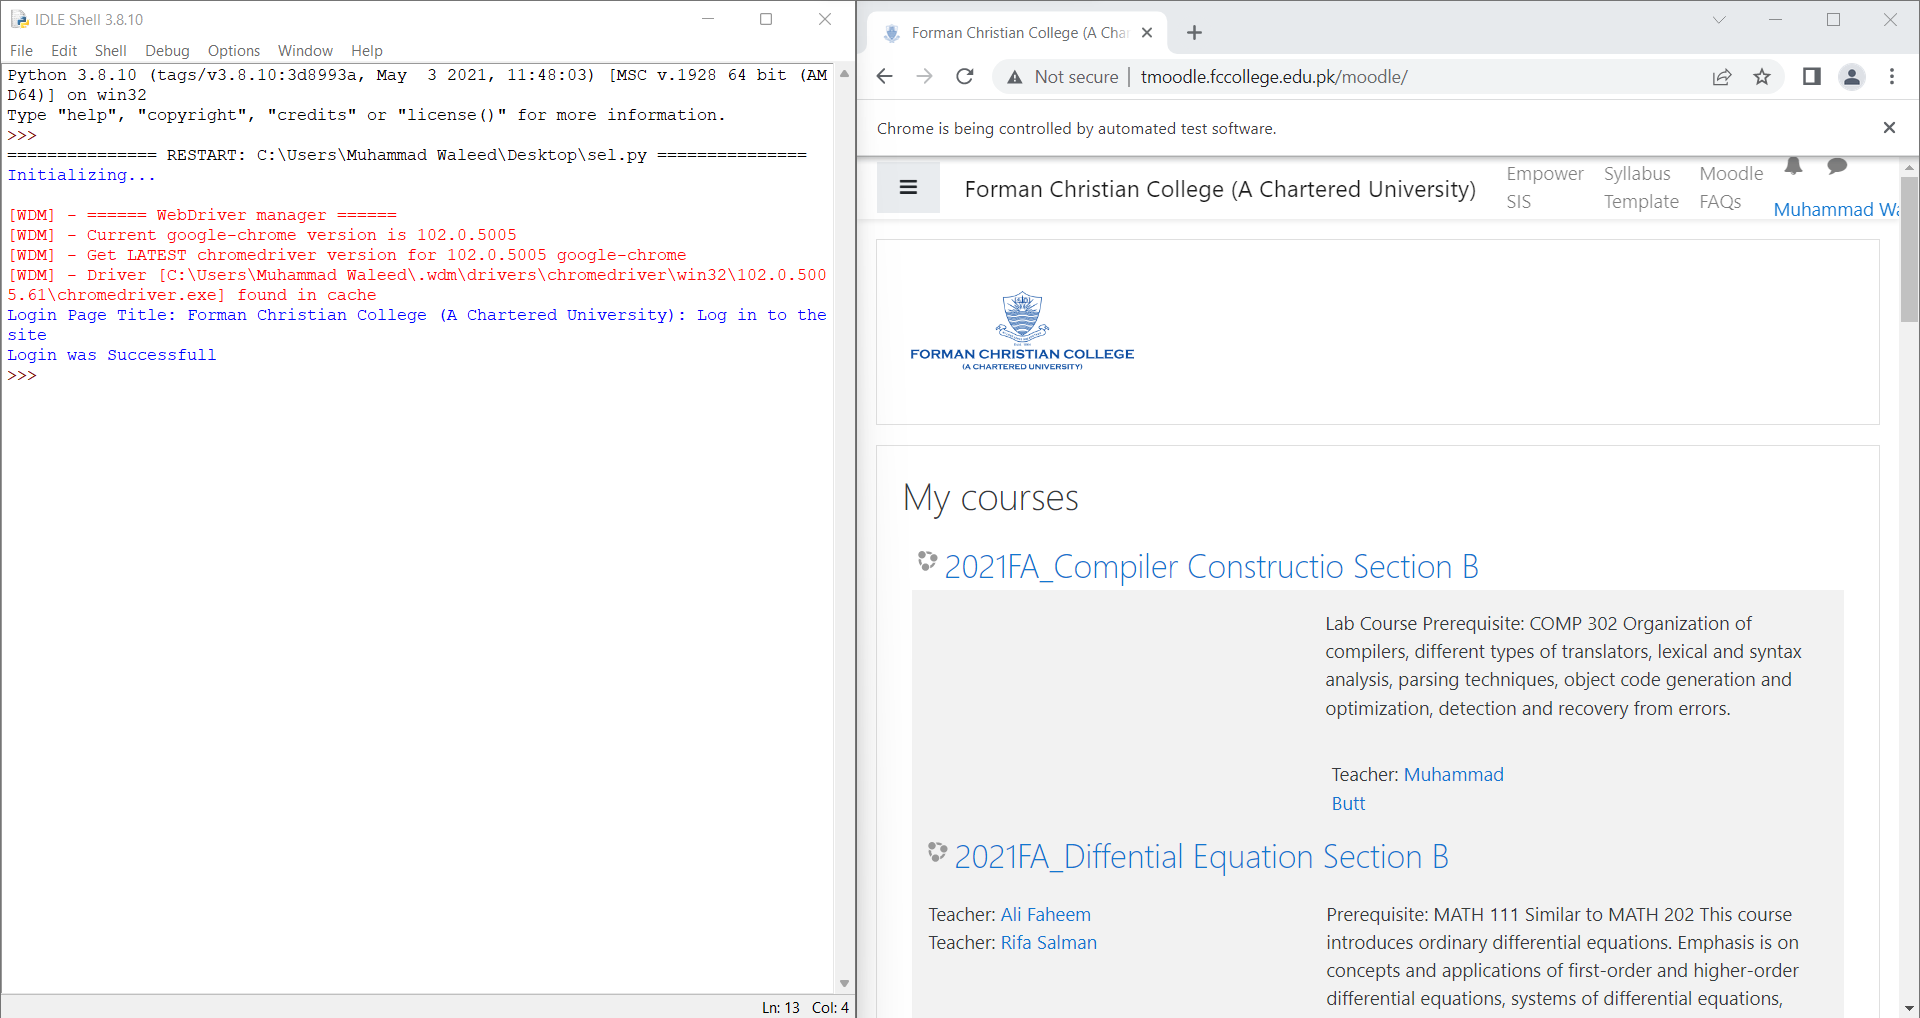 IDLE Shell 3.8.10
File Edit Shell Debug Options Window Help
Python 3.8.10 (tags/v3.8.10:3d8993a, May  3 2021, 11:48:03) [MSC v.1928 64 bit (AM
D64)] on win32
Type "help", "copyright", "credits" or "license()" for more information.
>>>
=============== RESTART: C:\Users\Muhammad Waleed\Desktop\sel.py ===============
Initializing...
[WDM] - ====== WebDriver manager ======
[WDM] - Current google-chrome version is 102.0.5005
[WDM] - Get LATEST chromedriver version for 102.0.5005 google-chrome
[WDM] - Driver [C:\Users\Muhammad Waleed\.wdm\drivers\chromedriver\win32\102.0.500
5.61\chromedriver.exe] found in cache
Login Page Title: Forman Christian College (A Chartered University): Log in to the
site
Login was Successfull
>>>
Ln: 13 Col: 4
Forman Christian College (A Cha
Not secure | tmoodle.fccollege.edu.pk/moodle/
Chrome is being controlled by automated test software.
Forman Christian College (A Chartered University)
Empower
SIS
Syllabus
Template
Moodle
FAQs
Muhammad Wa
FORMAN CHRISTIAN COLLEGE
(A CHARTERED UNIVERSITY)
My courses
2021FA_Compiler Constructio Section B
Lab Course Prerequisite: COMP 302 Organization of
compilers, different types of translators, lexical and syntax
analysis, parsing techniques, object code generation and
optimization, detection and recovery from errors.
Teacher: Muhammad
Butt
2021FA_Diffential Equation Section B
Teacher: Ali Faheem
Teacher: Rifa Salman
Prerequisite: MATH 111 Similar to MATH 202 This course
introduces ordinary differential equations. Emphasis is on
concepts and applications of first-order and higher-order
differential equations, systems of differential equations,